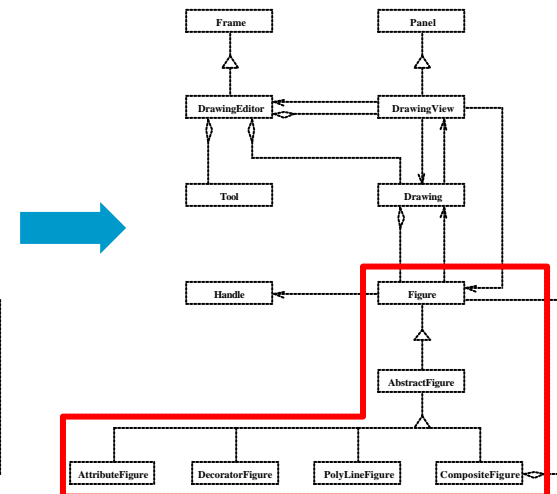 Frame Panel
DrawingEditor DrawingView
Tool Drawing
Handle Figure
AbstractFigure
AttributeFigure DecoratorFigure PolyLineFigure CompositeFigure